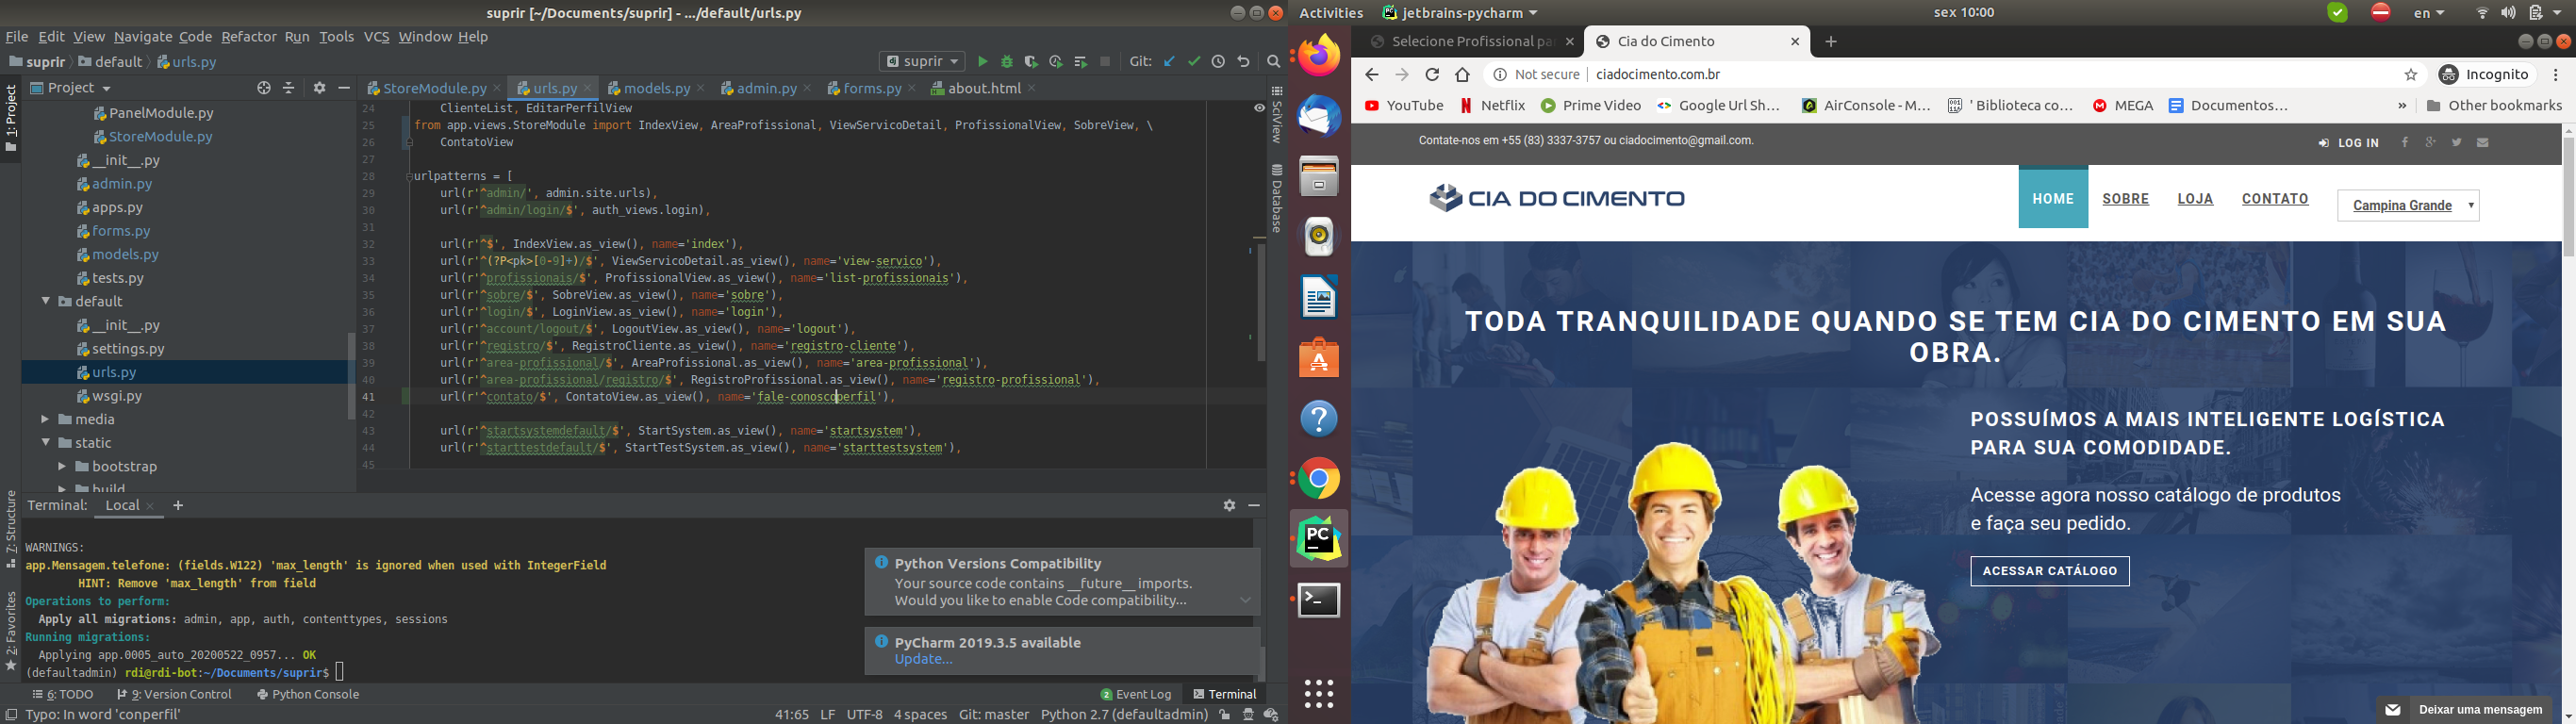 suprir [~/Documents/suprir] - .../default/urls.py
File Edit View Navigate Code Refactor Run Tools VCS Window Help
suprir default urls.py
suprir Git:
Project
StoreModule.py urls.py models.py admin.py forms.py about.html
1: Project
7: Structure
2: Favorites
SciView
Database
PanelModule.py
StoreModule.py
__init__.py
admin.py
apps.py
forms.py
models.py
tests.py
default
__init__.py
settings.py
urls.py
wsgi.py
media
static
bootstrap
build
24 ClienteList, EditarPerfilView
25 from app.views.StoreModule import IndexView, AreaProfissional, ViewServicoDetail, ProfissionalView, SobreView, \
26 ContatoView
27
28 urlpatterns = [
29 url(r'^admin/', admin.site.urls),
30 url(r'^admin/login/$', auth_views.login),
31
32 url(r'^$', IndexView.as_view(), name='index'),
33 url(r'^(?P<pk>[0-9]+)/$', ViewServicoDetail.as_view(), name='view-servico'),
34 url(r'^profissionais/$', ProfissionalView.as_view(), name='list-profissionais'),
35 url(r'^sobre/$', SobreView.as_view(), name='sobre'),
36 url(r'^login/$', LoginView.as_view(), name='login'),
37 url(r'^account/logout/$', LogoutView.as_view(), name='logout'),
38 url(r'^registro/$', RegistroCliente.as_view(), name='registro-cliente'),
39 url(r'^area-profissional/$', AreaProfissional.as_view(), name='area-profissional'),
40 url(r'^area-profissional/registro/$', RegistroProfissional.as_view(), name='registro-profissional'),
41 url(r'^contato/$', ContatoView.as_view(), name='fale-conoscoperfil'),
42
43 url(r'^startsystemdefault/$', StartSystem.as_view(), name='startsystem'),
44 url(r'^starttestdefault/$', StartTestSystem.as_view(), name='starttestsystem'),
45
Terminal: Local
WARNINGS:
app.Mensagem.telefone: (fields.W122) 'max_length' is ignored when used with IntegerField
HINT: Remove 'max_length' from field
Operations to perform:
Apply all migrations: admin, app, auth, contenttypes, sessions
Running migrations:
Applying app.0005_auto_20200522_0957... OK
(defaultadmin) rdi@rdi-bot:~/Documents/suprir$
Python Versions Compatibility
Your source code contains __future__ imports.
Would you like to enable Code compatibility...
PyCharm 2019.3.5 available
Update...
6: TODO 9: Version Control Python Console 2 Event Log Terminal
Typo: In word 'conperfil' 41:65 LF UTF-8 4 spaces Git: master Python 2.7 (defaultadmin)
Activities jetbrains-pycharm sex 10:00 en
Selecione Profissional pa
Cia do Cimento
Not secure ciadocimento.com.br Incognito
YouTube Netflix Prime Video Google Url Sh... AirConsole - M... ' Biblioteca co... MEGA Documentos... » Other bookmarks
Contate-nos em +55 (83) 3337-3757 ou ciadocimento@gmail.com. LOG IN
CIA DO CIMENTO HOME SOBRE LOJA CONTATO Campina Grande
TODA TRANQUILIDADE QUANDO SE TEM CIA DO CIMENTO EM SUA
OBRA.
POSSUÍMOS A MAIS INTELIGENTE LOGÍSTICA
PARA SUA COMODIDADE.
Acesse agora nosso catálogo de produtos
e faça seu pedido.
ACESSAR CATÁLOGO
Deixar uma mensagem
PC